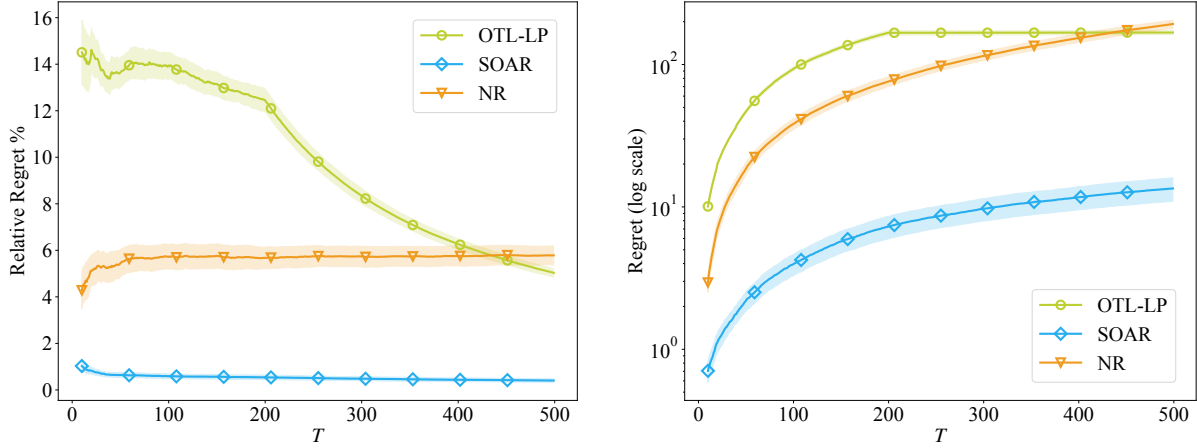 Relative Regret %
16
14
12
10
8
6
4
2
0
0 100 200 300 400 500
T
OTL-LP
SOAR
NR
Regret (log scale)
10²
10¹
10⁰
0 100 200 300 400 500
T
OTL-LP
SOAR
NR